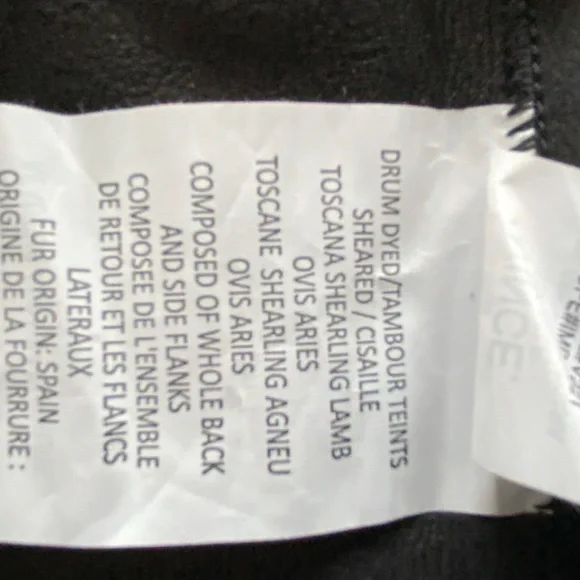 DRUM DYED/TAMBOUR TEINTS
SHEARED / CISAILLE
TOSCANA SHEARLING LAMB
OVIS ARIES
TOSCANE SHEARLING AGNEU
OVIS ARIES
COMPOSED OF WHOLE BACK
AND SIDE FLANKS
COMPOSEE DE L'ENSEMBLE
DE RETOUR ET LES FLANCS
LATERAUX
FUR ORIGIN: SPAIN
ORIGINE DE LA FOURRURE :